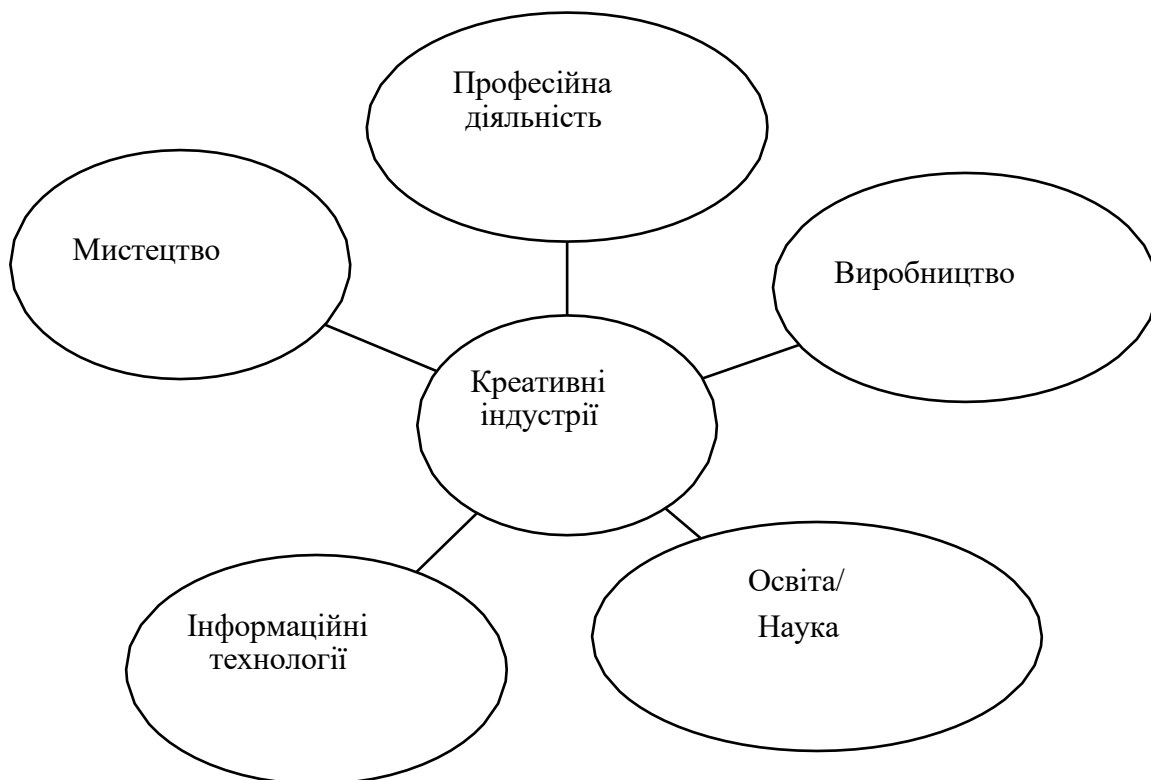 Професійна
діяльність
Мистецтво
Виробництво
Креативні
індустрії
Інформаційні
технології
Освіта/
Наука